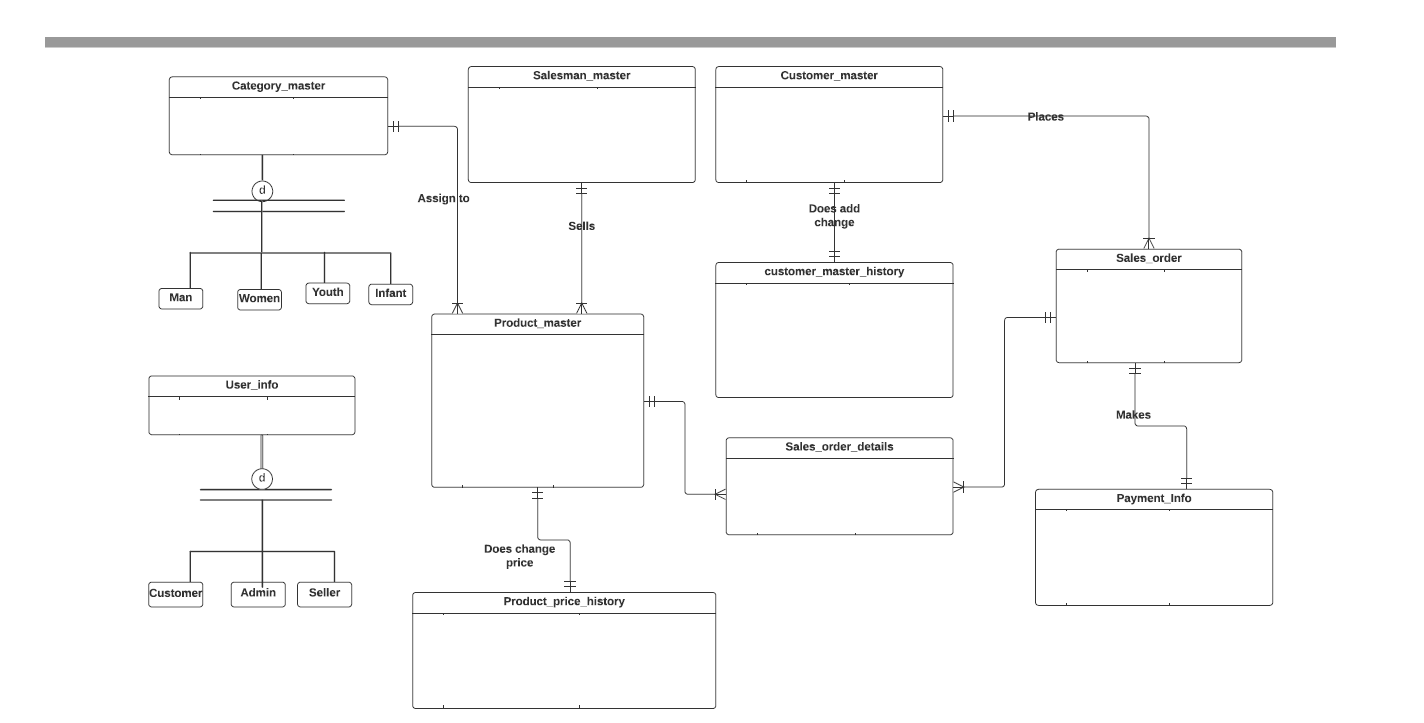 Category_master
Salesman_master
Customer_master
Places
d
Assign to
Sells
Does add
change
Man
Women
Youth
Infant
customer_master_history
Sales_order
Product_master
User_info
d
Customer
Admin
Seller
Sales_order_details
Makes
Payment_Info
Does change
price
Product_price_history